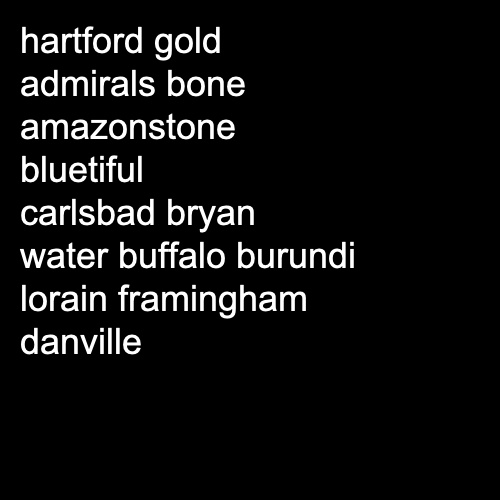 hartford gold
admirals bone
amazonstone
bluetiful
carlsbad bryan
water buffalo burundi
lorain framingham
danville